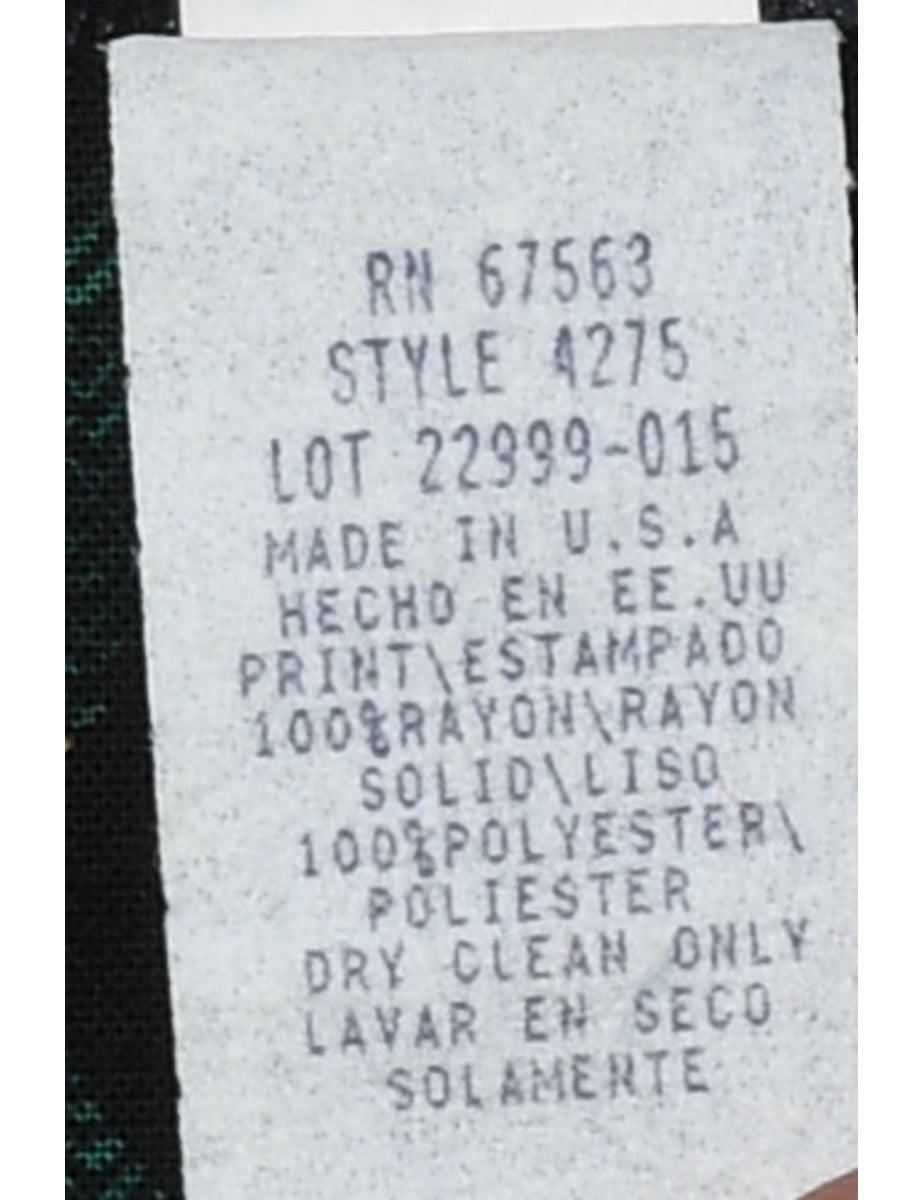 RN 67563
STYLE 4275
LOT 22999-015
MADE IN U.S.A
HECHO EN EE.UU
PRINT\ESTAMPADO
100%RAYON\RAYON
SOLID\LISO
100%POLYESTER\
POLIESTER
DRY CLEAN ONLY
LAVAR EN SECO
SOLAMENTE